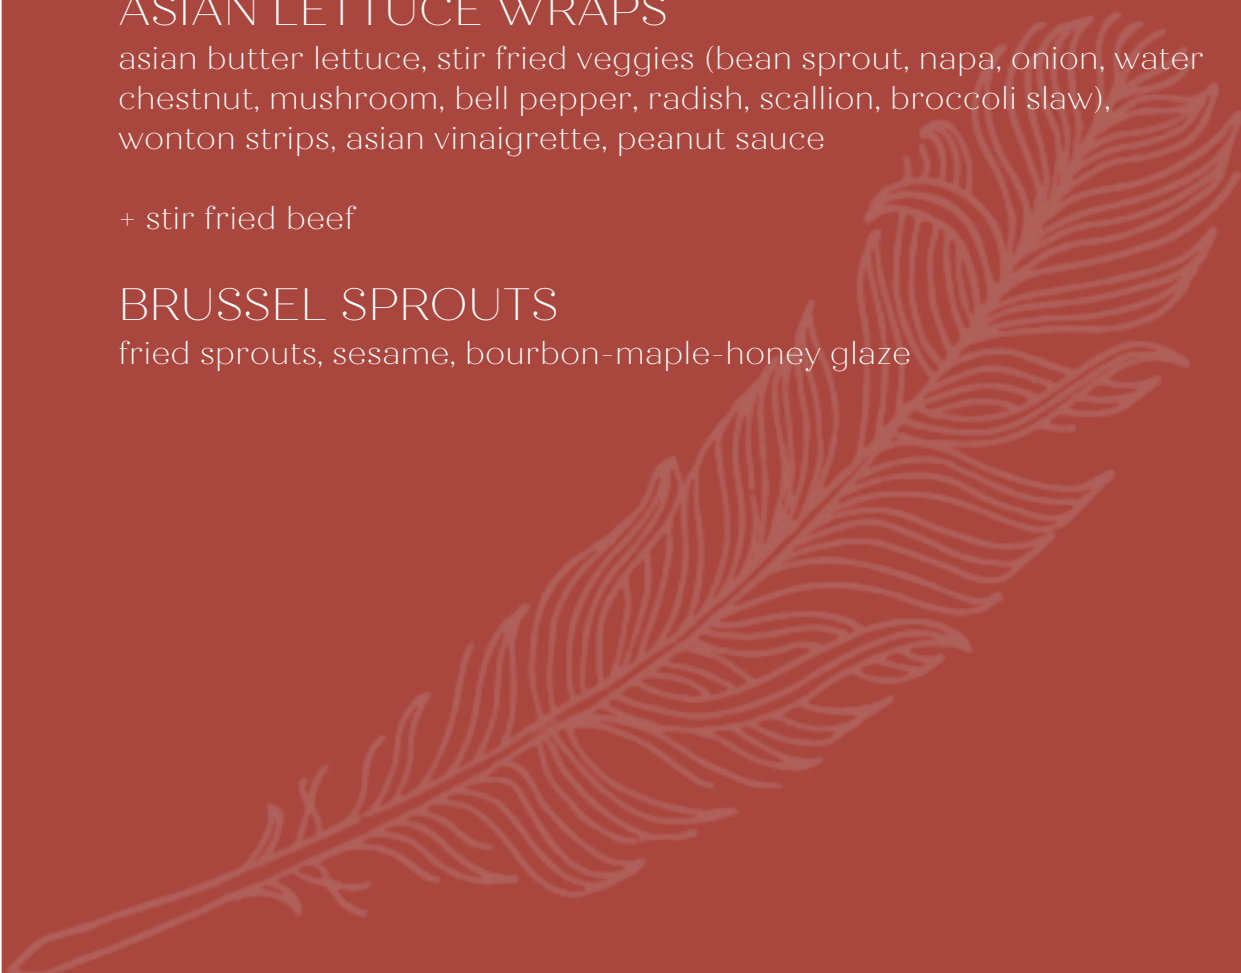 ASIAN LETTUCE WRAPS
asian butter lettuce, stir fried veggies (bean sprout, napa, onion, water
chestnut, mushroom, bell pepper, radish, scallion, broccoli slaw),
wonton strips, asian vinaigrette, peanut sauce
+ stir fried beef
BRUSSEL SPROUTS
fried sprouts, sesame, bourbon-maple-honey glaze